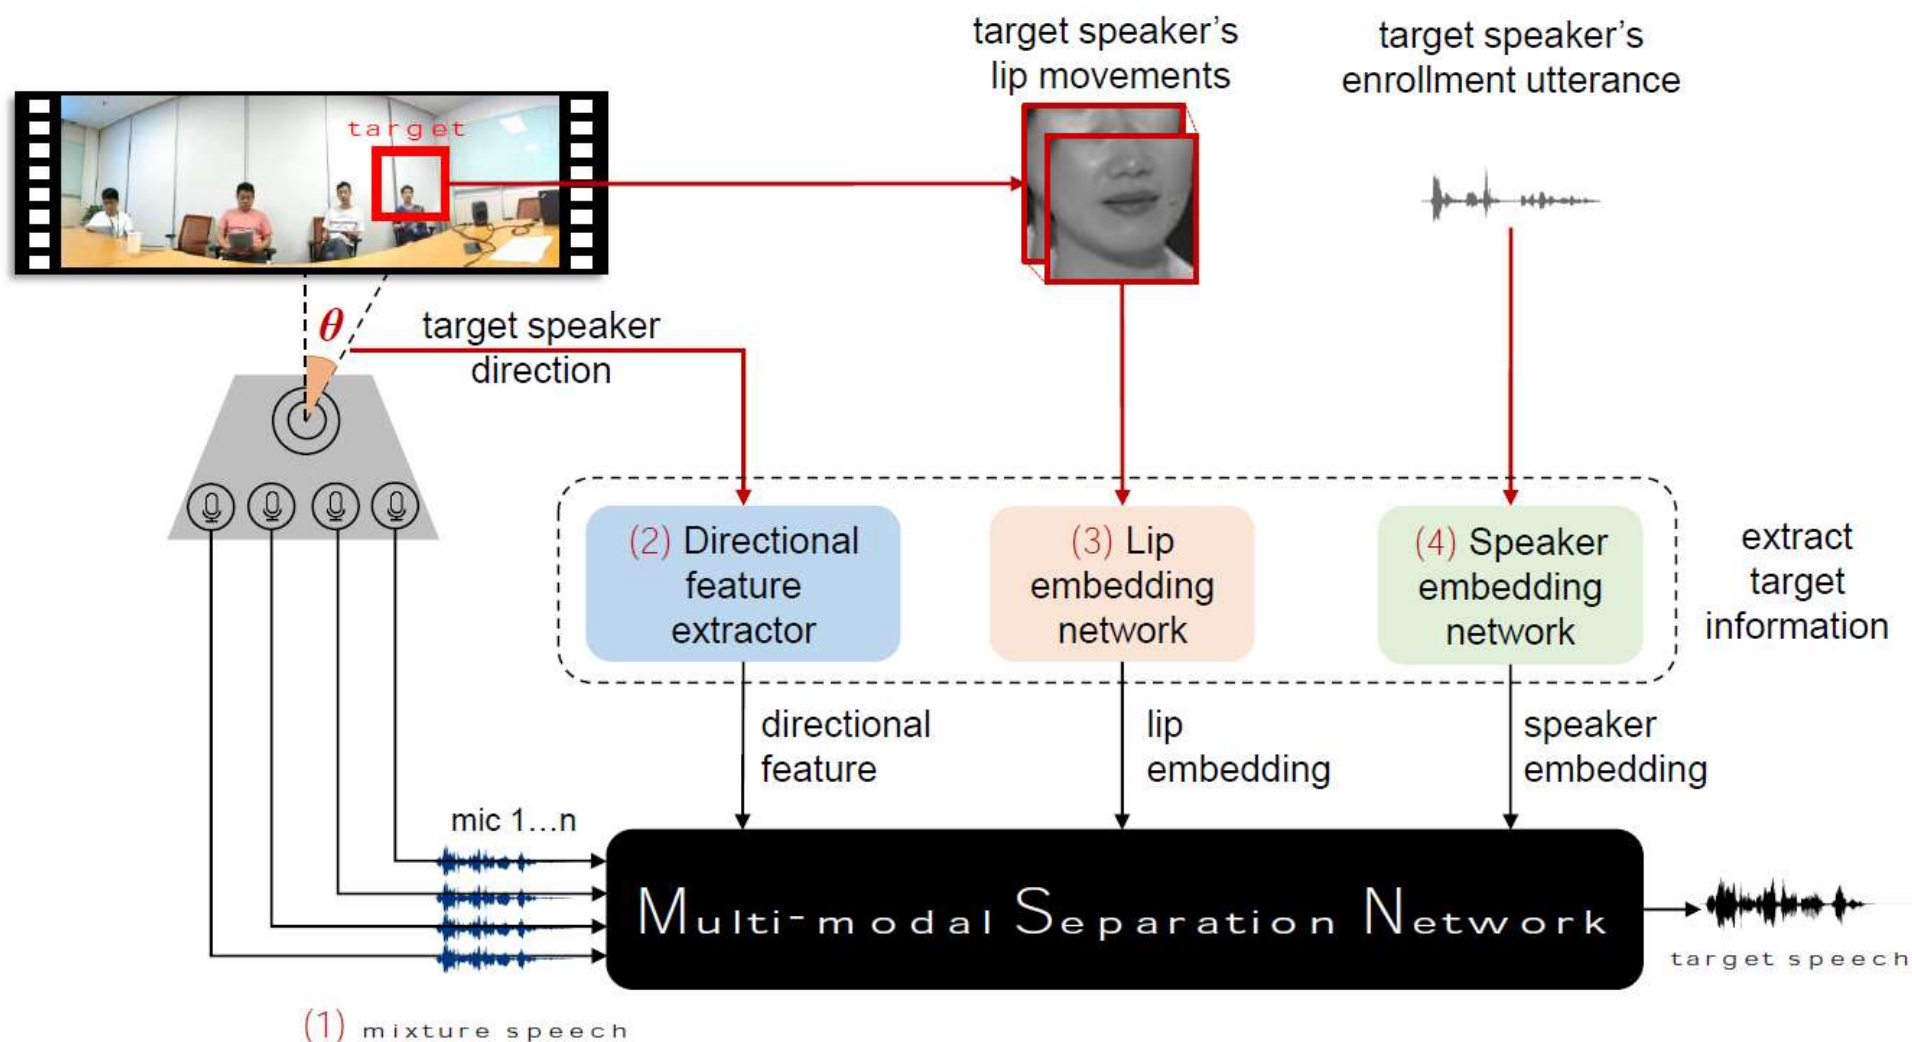 target speaker's
lip movements
target speaker's
enrollment utterance
target
θ
target speaker
direction
(2) Directional
feature
extractor
(3) Lip
embedding
network
(4) Speaker
embedding
network
extract
target
information
directional
feature
lip
embedding
speaker
embedding
mic 1...n
Multi-modal Separation Network
target speech
(1) mixture speech